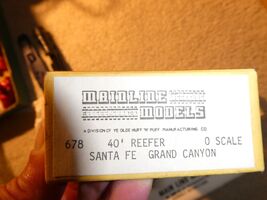 MAINLINE
MODELS
A DIVISION OF YE OLDE HUFF 'N' PUFF MANUFACTURING CO.
678 40' REEFER O SCALE
SANTA FE GRAND CANYON